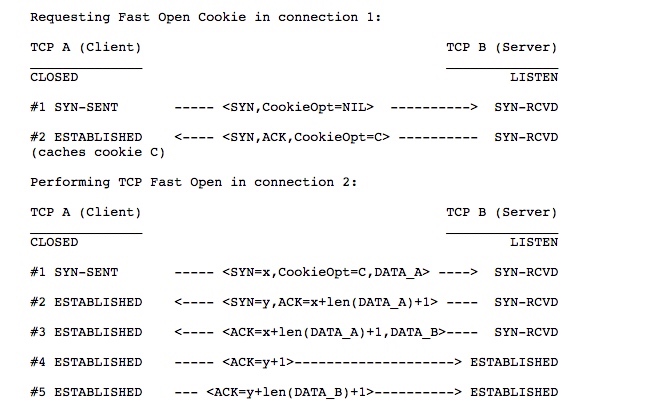 Requesting Fast Open Cookie in connection 1:
TCP A (Client)                                      TCP B (Server)
CLOSED                                                      LISTEN
#1 SYN-SENT       ----- <SYN,CookieOpt=NIL>  ---------->  SYN-RCVD
#2 ESTABLISHED    <---- <SYN,ACK,CookieOpt=C> ----------  SYN-RCVD
(caches cookie C)
Performing TCP Fast Open in connection 2:
TCP A (Client)                                      TCP B (Server)
CLOSED                                                      LISTEN
#1 SYN-SENT       ----- <SYN=x,CookieOpt=C,DATA_A> ---->  SYN-RCVD
#2 ESTABLISHED    <---- <SYN=y,ACK=x+len(DATA_A)+1> ----  SYN-RCVD
#3 ESTABLISHED    <---- <ACK=x+len(DATA_A)+1,DATA_B>----  SYN-RCVD
#4 ESTABLISHED    ----- <ACK=y+1>--------------------> ESTABLISHED
#5 ESTABLISHED    --- <ACK=y+len(DATA_B)+1>----------> ESTABLISHED